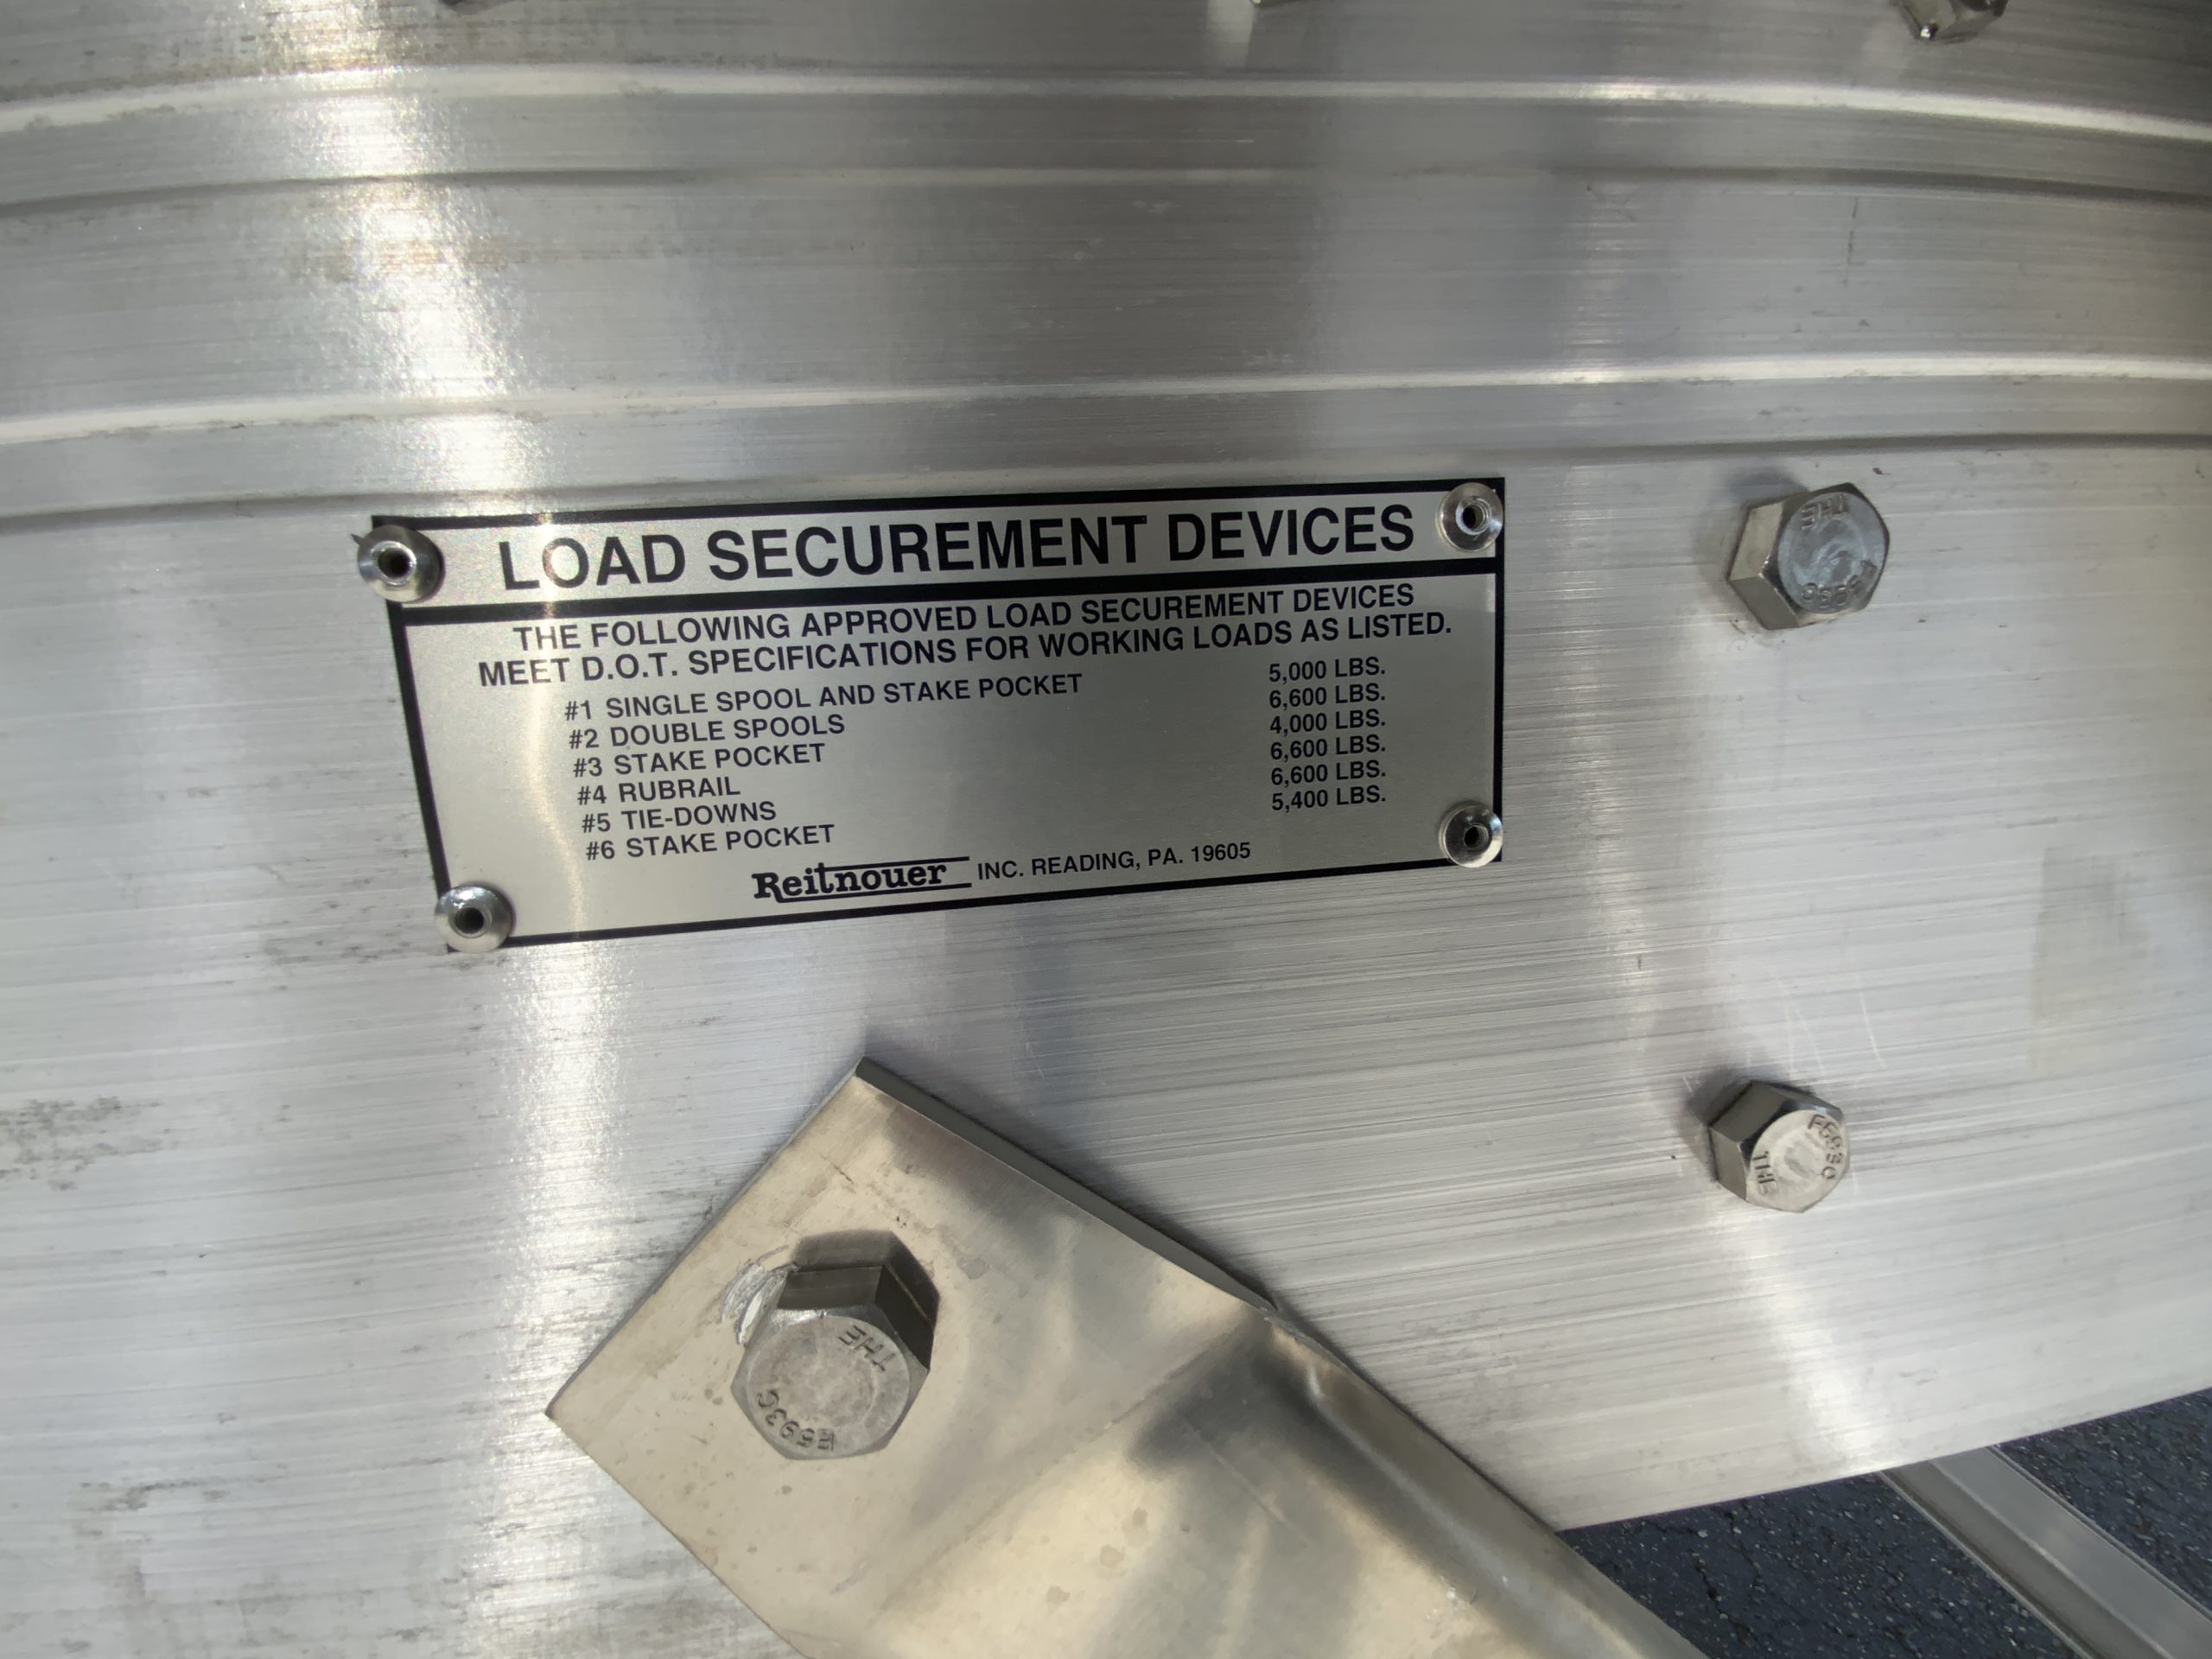 LOAD SECUREMENT DEVICES
THE FOLLOWING APPROVED LOAD SECUREMENT DEVICES
MEET D.O.T. SPECIFICATIONS FOR WORKING LOADS AS LISTED.
#1 SINGLE SPOOL AND STAKE POCKET 5,000 LBS.
#2 DOUBLE SPOOLS 6,600 LBS.
#3 STAKE POCKET 4,000 LBS.
#4 RUBRAIL 6,600 LBS.
#5 TIE-DOWNS 6,600 LBS.
#6 STAKE POCKET 5,400 LBS.
Reitnouer INC. READING, PA. 19605
THE
THE
F593C
THE